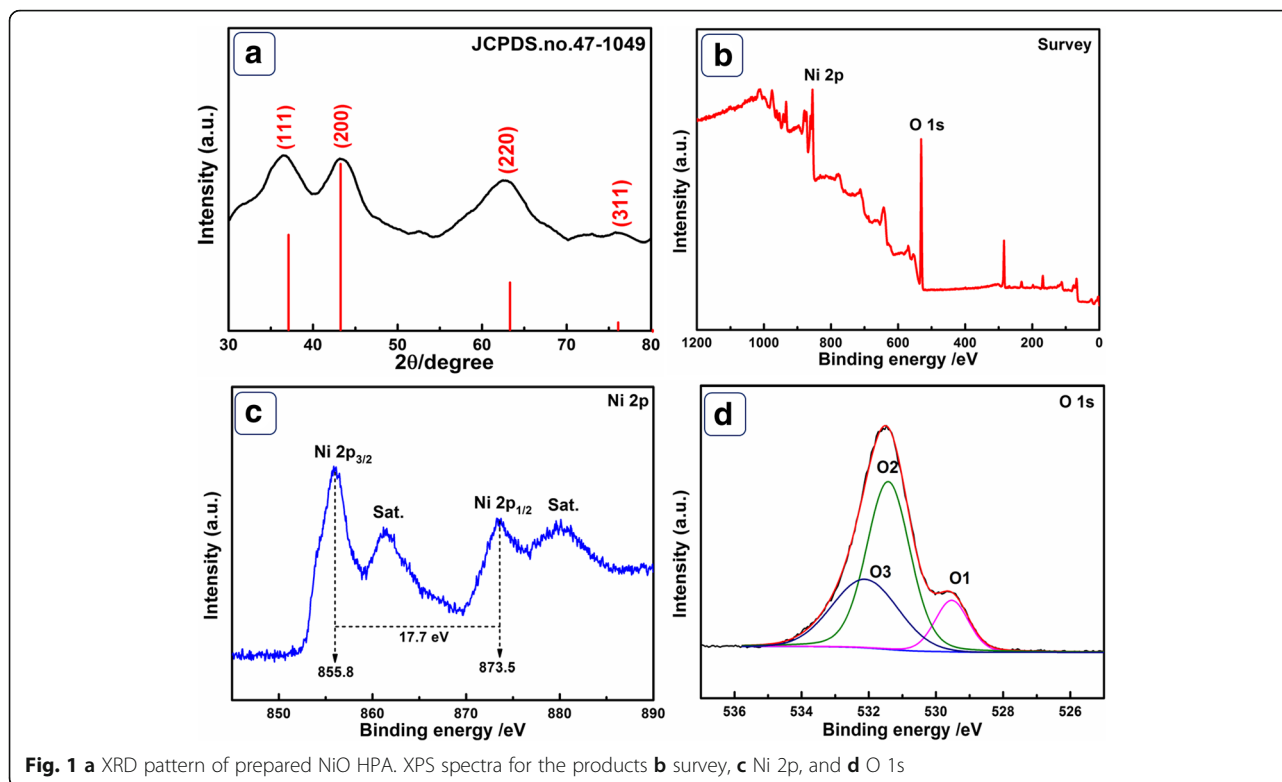 a
JCPDS.no.47-1049
(111)
(200)
(220)
(311)
Intensity (a.u.)
30 40 50 60 70 80
2θ/degree
b
Survey
Ni 2p
O 1s
Intensity (a.u.)
1200 1000 800 600 400 200 0
Binding energy /eV
c
Ni 2p
Ni 2p3/2
Sat.
Ni 2p1/2
Sat.
17.7 eV
855.8
873.5
Intensity (a.u.)
850 860 870 880 890
Binding energy /eV
d
O 1s
O2
O3
O1
Intensity (a.u.)
536 534 532 530 528 526
Binding energy /eV
Fig. 1 a XRD pattern of prepared NiO HPA. XPS spectra for the products b survey, c Ni 2p, and d O 1s